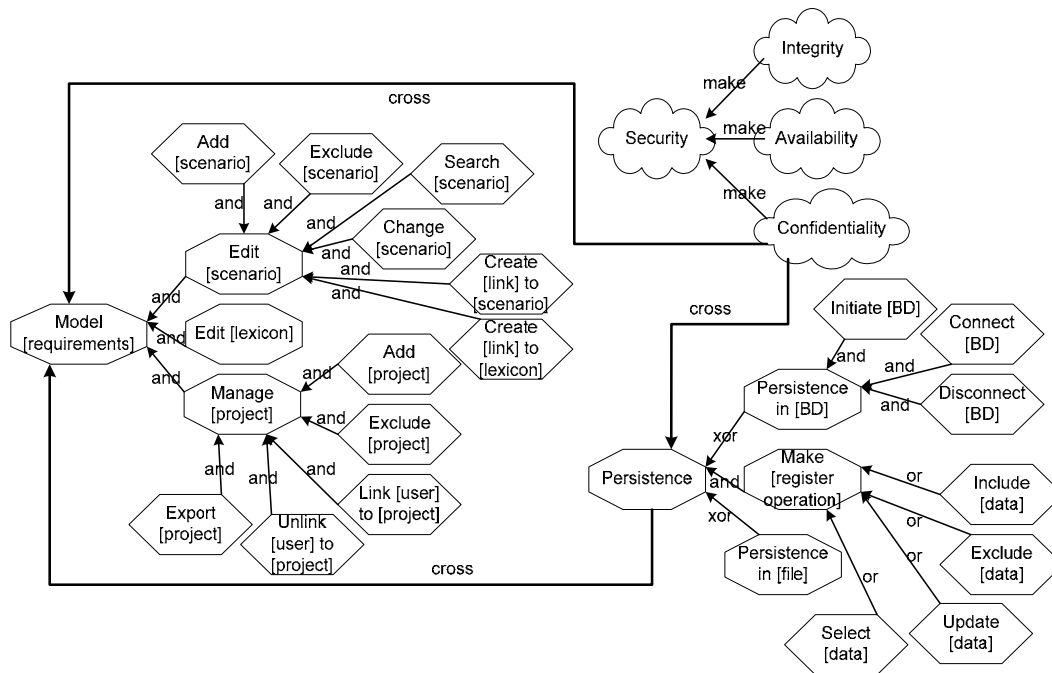 Integrity
make
cross
Security
make
Availability
make
Confidentiality
Add
[scenario]
Exclude
[scenario]
Search
[scenario]
and
and
and
Change
[scenario]
and
Edit
[scenario]
and
and
Create
[link] to
[scenario]
Create
[link] to
[lexicon]
and
Model
[requirements]
and
Edit [lexicon]
and
Manage
[project]
Add
[project]
and
and
Exclude
[project]
and
and
and
Export
[project]
Unlink
[user] to
[project]
Link [user]
to [project]
cross
cross
Initiate [BD]
Connect
[BD]
and
and
Persistence
in [BD]
and
Disconnect
[BD]
xor
Persistence
and
Make
[register
operation]
xor
Persistence
in [file]
or
Include
[data]
or
Exclude
[data]
or
Update
[data]
or
Select
[data]